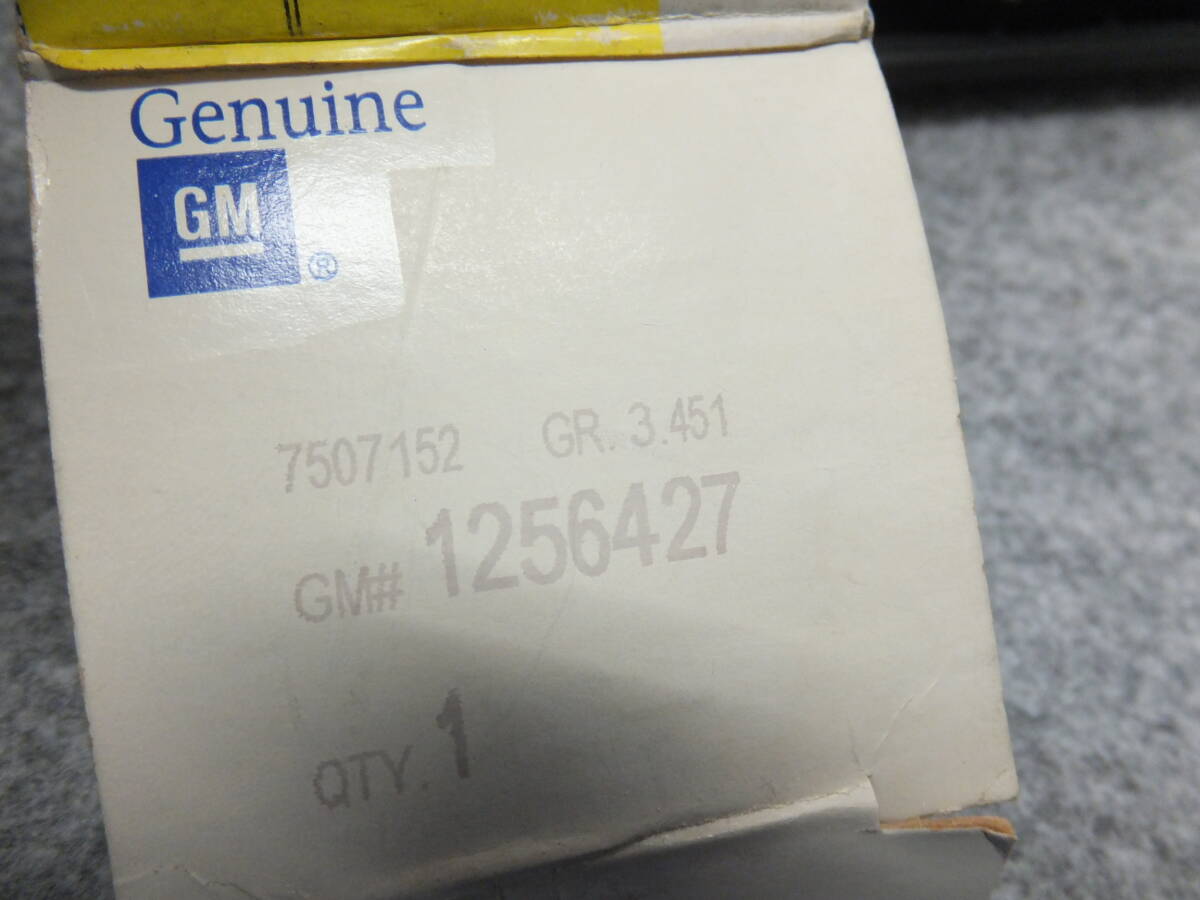 Genuine
GM
®
7507152 GR. 3.451
GM# 1256427
QTY. 1